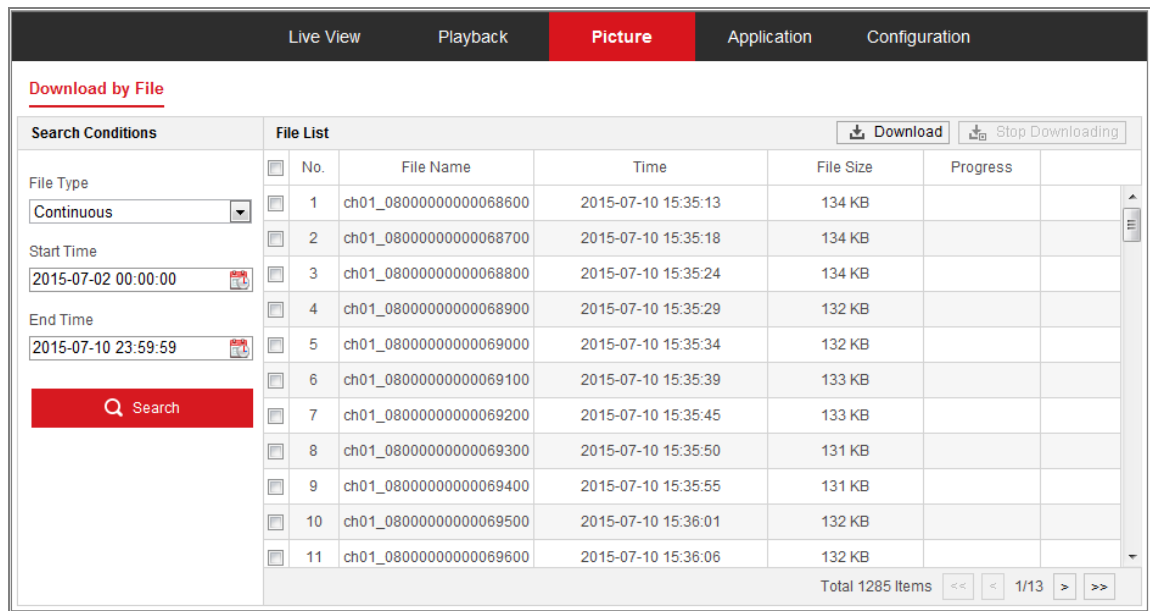 Live View Playback Picture Application Configuration
Download by File
Search Conditions
File Type
Continuous
Start Time
2015-07-02 00:00:00
End Time
2015-07-10 23:59:59
Search
File List Download Stop Downloading
No. File Name Time File Size Progress
1 ch01_08000000000068600 2015-07-10 15:35:13 134 KB
2 ch01_08000000000068700 2015-07-10 15:35:18 134 KB
3 ch01_08000000000068800 2015-07-10 15:35:24 134 KB
4 ch01_08000000000068900 2015-07-10 15:35:29 132 KB
5 ch01_08000000000069000 2015-07-10 15:35:34 132 KB
6 ch01_08000000000069100 2015-07-10 15:35:39 133 KB
7 ch01_08000000000069200 2015-07-10 15:35:45 133 KB
8 ch01_08000000000069300 2015-07-10 15:35:50 131 KB
9 ch01_08000000000069400 2015-07-10 15:35:55 131 KB
10 ch01_08000000000069500 2015-07-10 15:36:01 132 KB
11 ch01_08000000000069600 2015-07-10 15:36:06 132 KB
Total 1285 Items << < 1/13 > >>